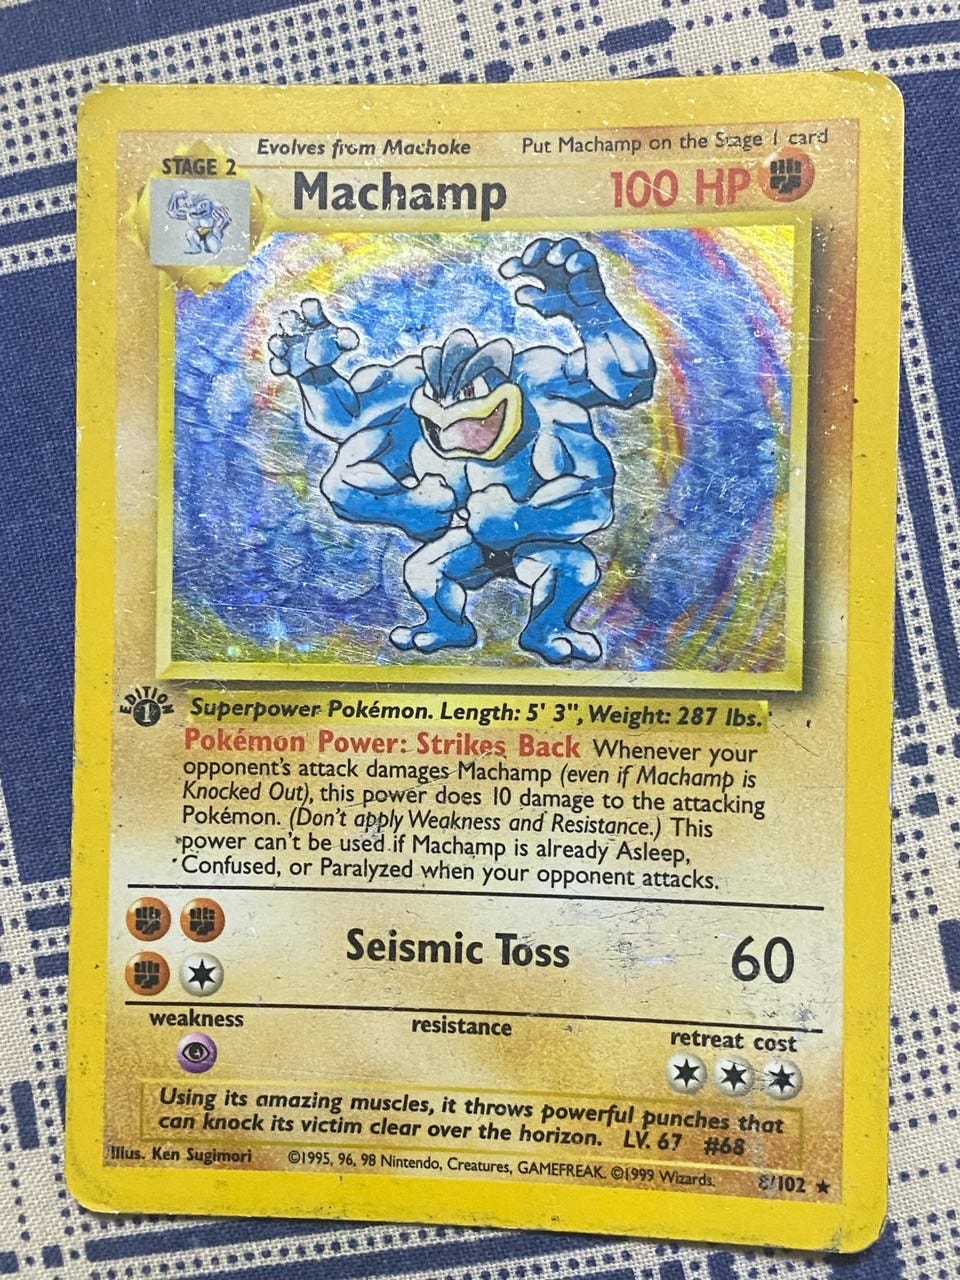 Evolves from Machoke
Put Machamp on the Stage 1 card
STAGE 2
Machamp
100 HP
EDITION
1
Superpower Pokémon. Length: 5' 3", Weight: 287 lbs.
Pokémon Power: Strikes Back Whenever your
opponent's attack damages Machamp (even if Machamp is
Knocked Out), this power does 10 damage to the attacking
Pokémon. (Don't apply Weakness and Resistance.) This
power can't be used if Machamp is already Asleep,
Confused, or Paralyzed when your opponent attacks.
Seismic Toss
60
weakness
resistance
retreat cost
Using its amazing muscles, it throws powerful punches that
can knock its victim clear over the horizon. LV. 67 #68
Illus. Ken Sugimori
©1995, 96, 98 Nintendo, Creatures, GAMEFREAK. ©1999 Wizards.
8/102 ★